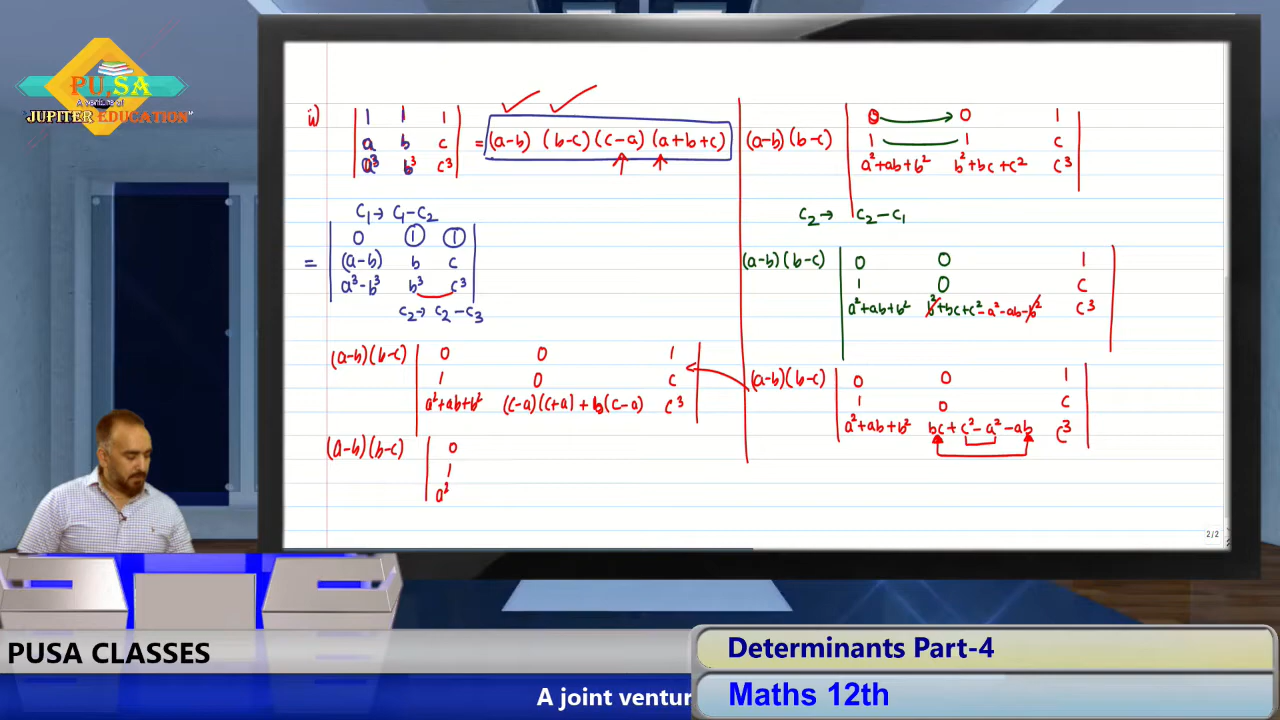 PU,SA
A venture of
"JUPITER EDUCATION"
ii)
| 1 1 1 |
| a b c | = (a-b) (b-c) (c-a) (a+b+c)
| a³ b³ c³ |
C₁ → C₁-C₂
= | 0 1 1 |
| (a-b) b c |
| a³-b³ b³ c³ |
C₂ → C₂-C₃
(a-b)(b-c) | 0 0 1 |
| 1 0 c |
| a²+ab+b² (c-a)(c+a) + b(c-a) c³ |
(a-b)(b-c) | 0
| 1
| a²
(a-b)(b-c) | 0 0 1 |
| 1 1 c |
| a²+ab+b² b²+bc+c² c³ |
C₂ → C₂-C₁
(a-b)(b-c) | 0 0 1 |
| 1 0 c |
| a²+ab+b² b²+bc+c²-a²-ab-b² c³ |
(a-b)(b-c) | 0 0 1 |
| 1 0 c |
| a²+ab+b² bc+c²-a²-ab c³ |
2/2
PUSA CLASSES
Determinants Part-4
Maths 12th
A joint ventur